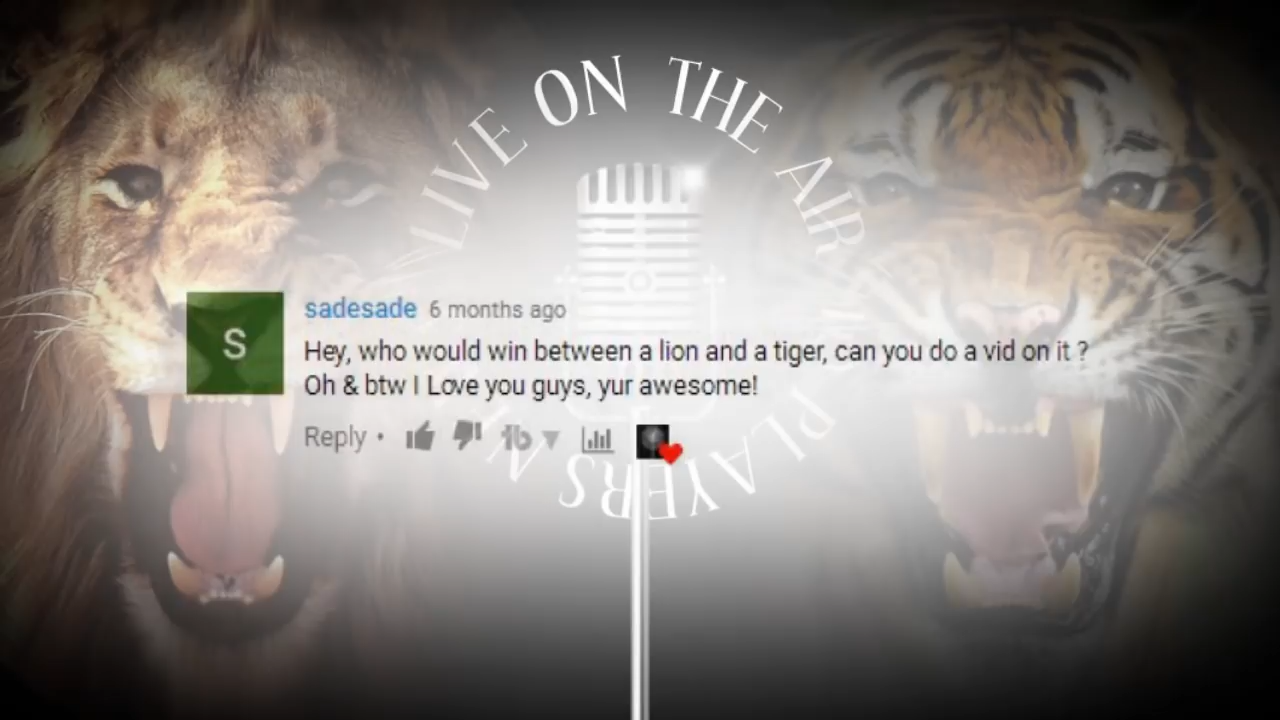 LIVE ON THE AIR
sadesade 6 months ago
S
Hey, who would win between a lion and a tiger, can you do a vid on it ?
Oh & btw I Love you guys, yur awesome!
Reply •
PLAYERS